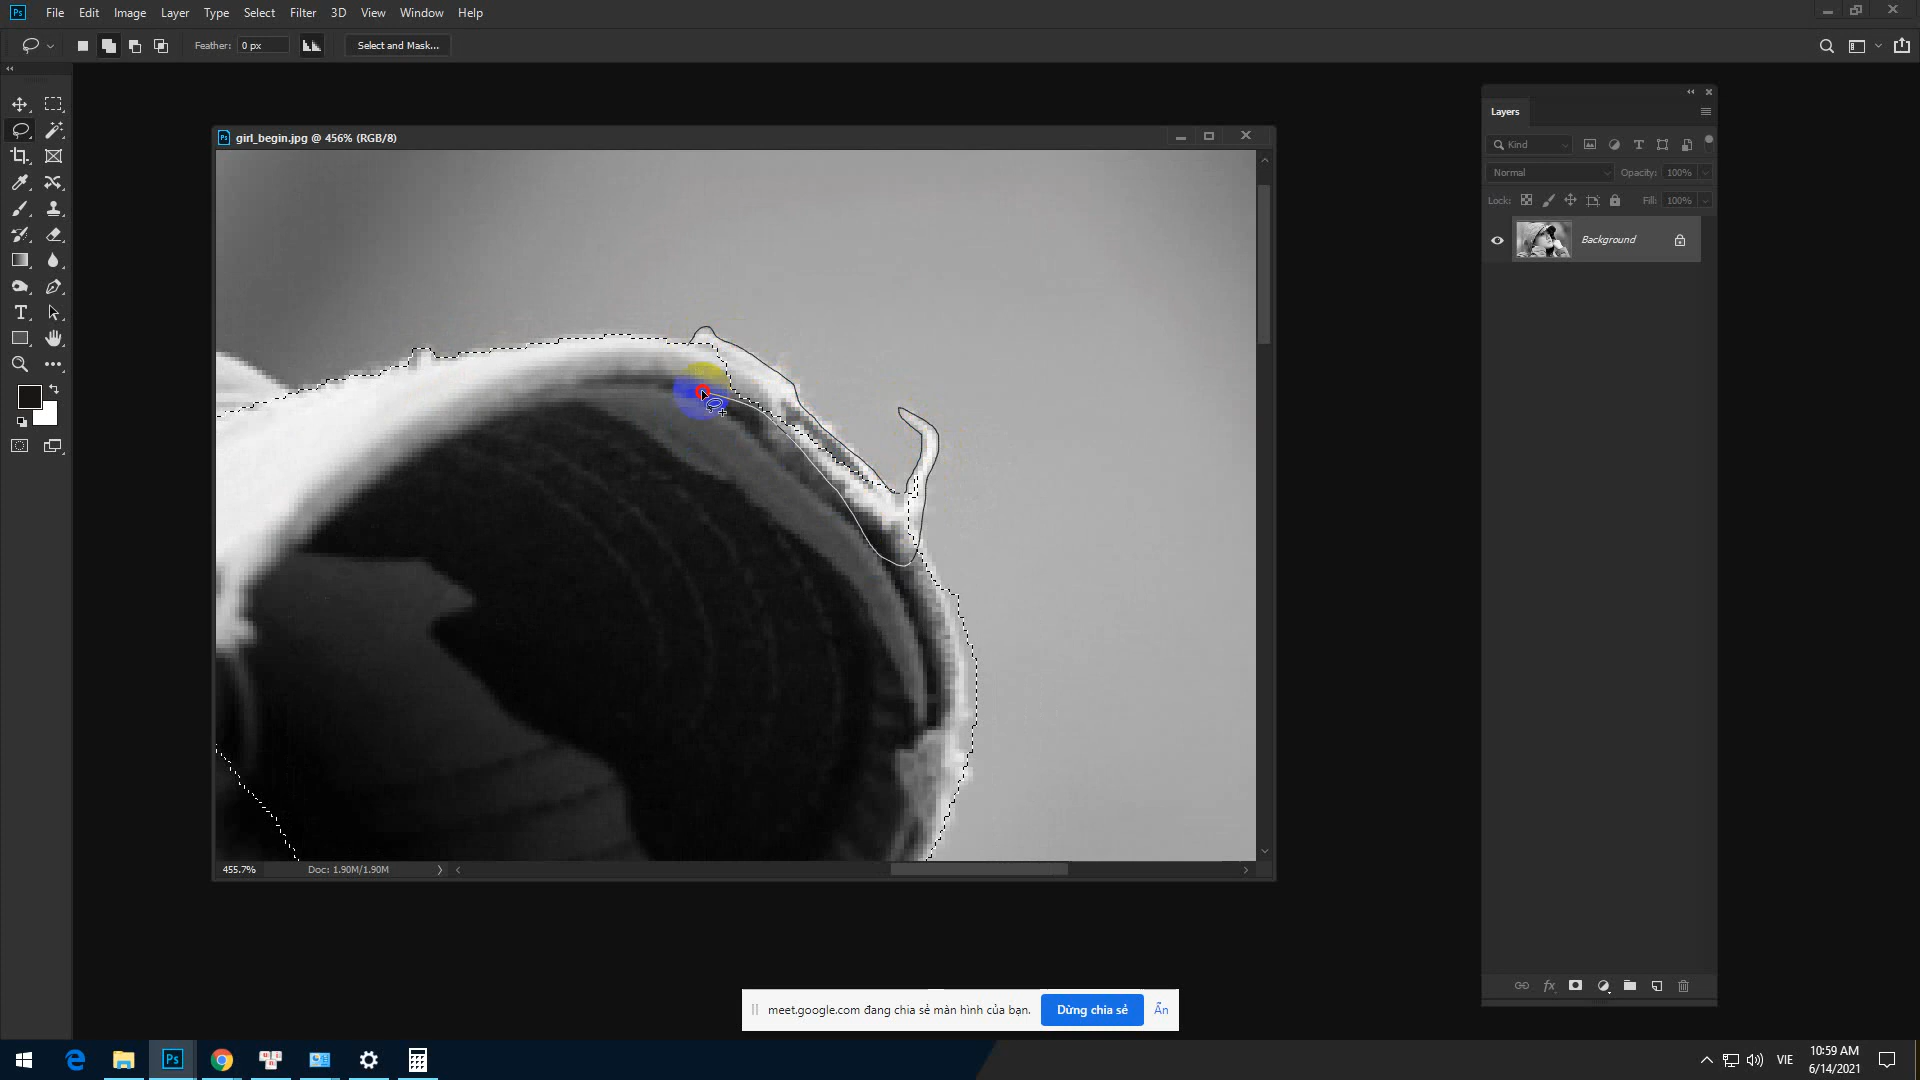 Ps File Edit Image Layer Type Select Filter 3D View Window Help
Feather: 0 px Select and Mask...
Ps girl_begin.jpg @ 456% (RGB/8)
Layers
Kind
Normal Opacity: 100%
Lock: Fill: 100%
Background
455.7% Doc: 1.90M/1.90M
meet.google.com đang chia sẻ màn hình của bạn. Dừng chia sẻ Ẩn
Ps VIE 10:59 AM
6/14/2021